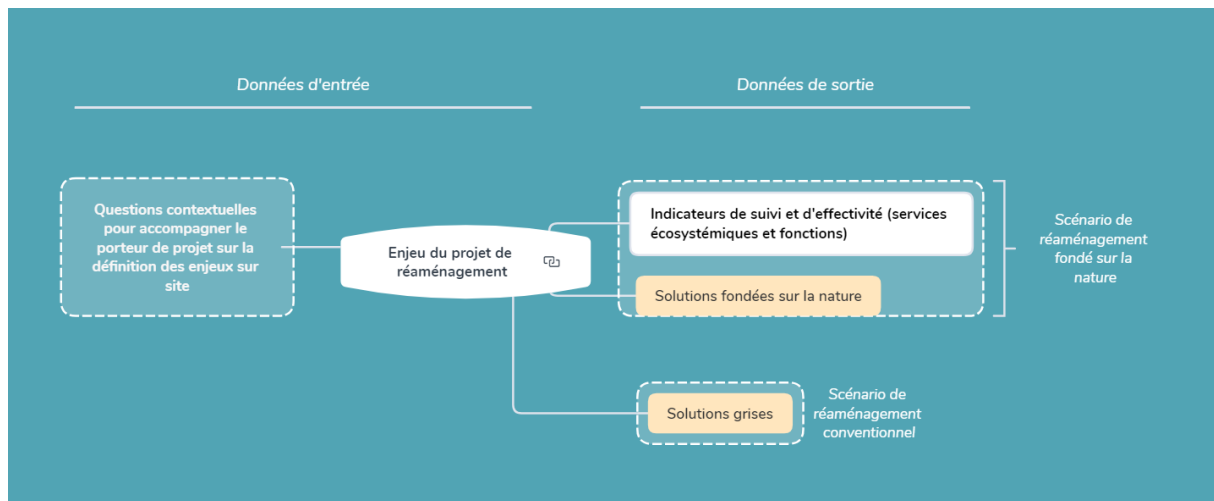 Données d'entrée
Données de sortie
Questions contextuelles
pour accompagner le
porteur de projet sur la
définition des enjeux sur
site
Enjeu du projet de
réaménagement
Indicateurs de suivi et d'effectivité (services
écosystémiques et fonctions)
Solutions fondées sur la nature
Scénario de
réaménagement
fondé sur la
nature
Solutions grises
Scénario de
réaménagement
conventionnel